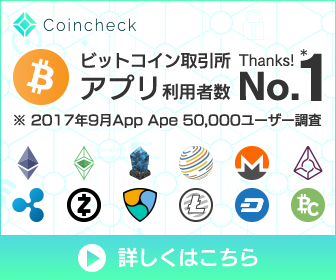 Coincheck
ビットコイン取引所 Thanks! *
アプリ利用者数 No.1
※ 2017年9月App Ape 50,000ユーザー調査
詳しくはこちら